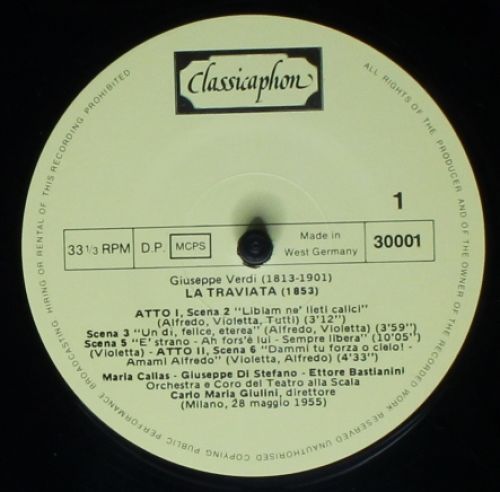 Classicaphon
ALL RIGHTS OF THE PRODUCER AND OF THE OWNER OF THE RECORDED WORK RESERVED UNAUTHORISED COPYING PUBLIC PERFORMANCE BROADCASTING HIRING OR RENTAL OF THIS RECORDING PROHIBITED
1
33 1/3 RPM D.P. MCPS Made in West Germany 30001
Giuseppe Verdi (1813-1901)
LA TRAVIATA (1853)
ATTO I, Scena 2 "Libiam ne' lieti calici"
(Alfredo, Violetta, Tutti) (3'12")
Scena 3 "Un di, felice, eterea" (Alfredo, Violetta) (3'59")
Scena 5 "E' strano - Ah fors'è lui - Sempre libera" (10'05")
(Violetta) - ATTO II, Scena 6 "Dammi tu forza o cielo! -
Amami Alfredo" (Violetta, Alfredo) (4'33")
Maria Callas - Giuseppe Di Stefano - Ettore Bastianini
Orchestra e Coro del Teatro alla Scala
Carlo Maria Giulini, direttore
(Milano, 28 maggio 1955)